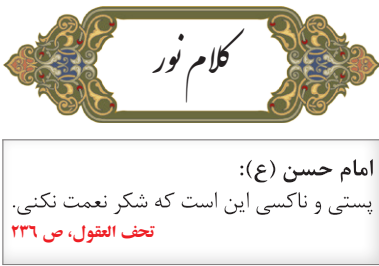 کلام نور
امام حسن (ع):
پستی و ناکسی این است که شکر نعمت نکنی.
تحف العقول، ص ۲۳۶